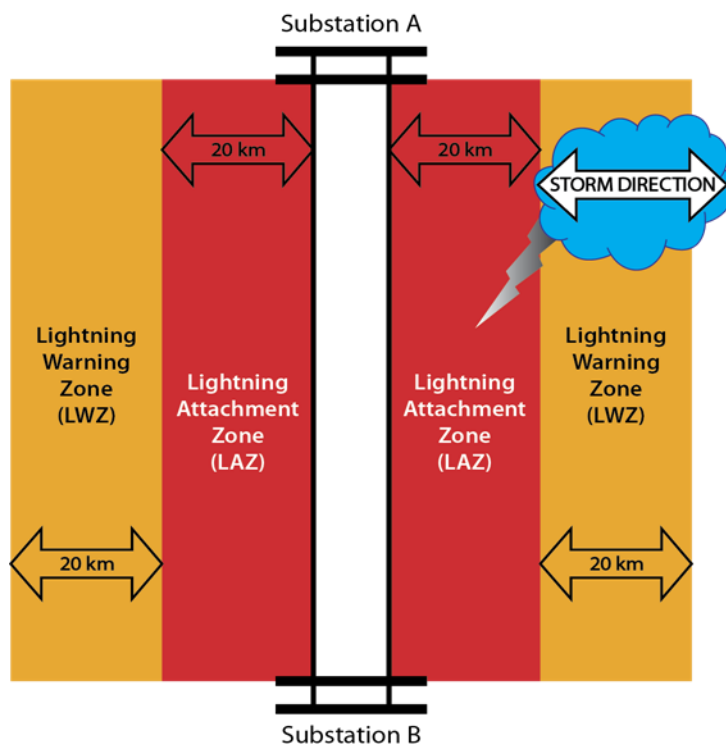 Substation A
20 km
20 km
STORM DIRECTION
Lightning
Warning
Zone
(LWZ)
Lightning
Attachment
Zone
(LAZ)
Lightning
Attachment
Zone
(LAZ)
Lightning
Warning
Zone
(LWZ)
20 km
20 km
Substation B